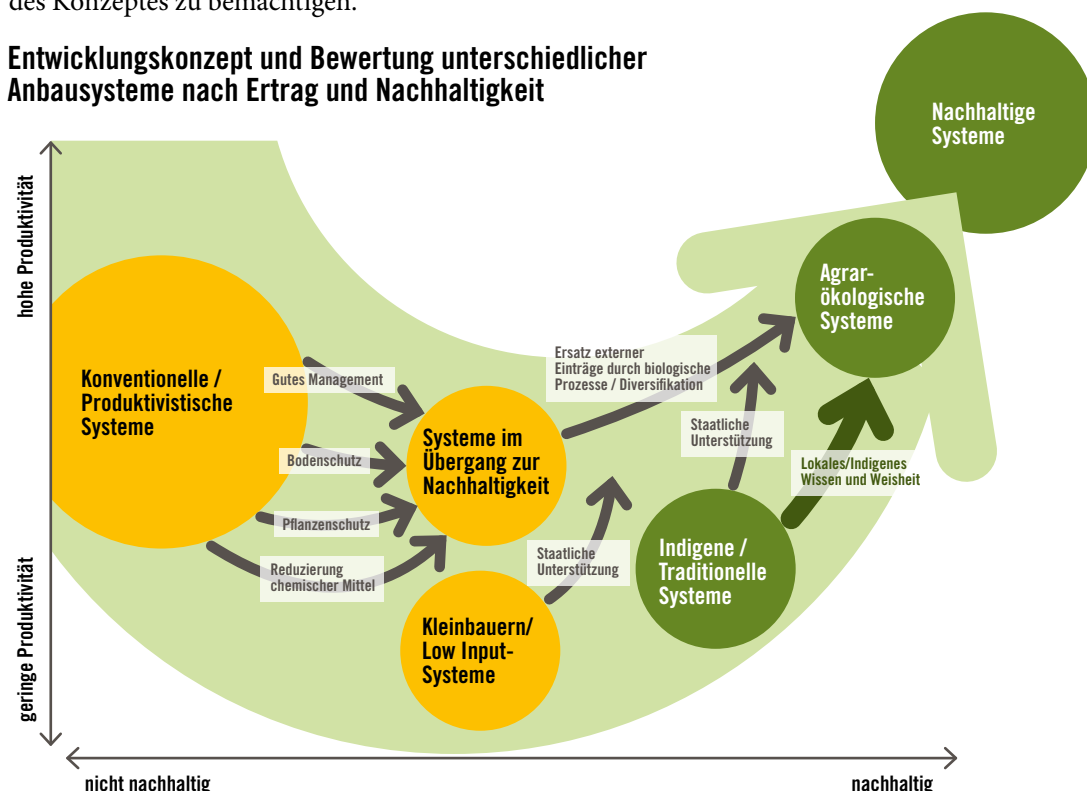 des Konzeptes zu bemächtigen.
Entwicklungskonzept und Bewertung unterschiedlicher
Anbausysteme nach Ertrag und Nachhaltigkeit
Nachhaltige
Systeme
hohe Produktivität
Agrar-
ökologische
Systeme
Konventionelle /
Produktivistische
Systeme
Gutes Management
Ersatz externer
Einträge durch biologische
Prozesse / Diversifikation
Bodenschutz
Systeme im
Übergang zur
Nachhaltigkeit
Staatliche
Unterstützung
Lokales/Indigenes
Wissen und Weisheit
Pflanzenschutz
Reduzierung
chemischer Mittel
Staatliche
Unterstützung
Indigene /
Traditionelle
Systeme
Kleinbauern/
Low Input-
Systeme
geringe Produktivität
nicht nachhaltig
nachhaltig